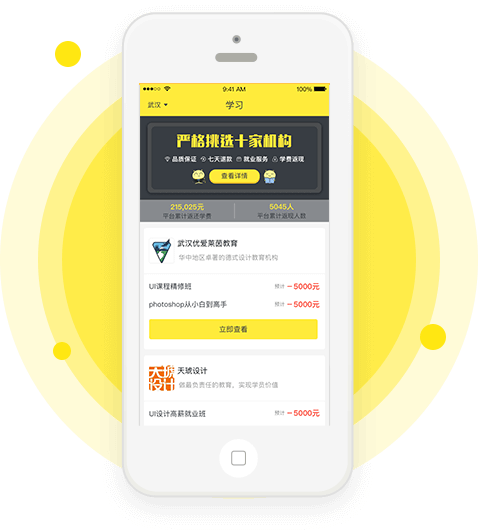 9:41 AM 100%
武汉 学习
严格挑选十家机构
品质保证 七天退款 就业服务 学费返现
查看详情
215,025元 5045人
平台累计返还学费 平台累计返现人数
武汉优爱莱茵教育
华中地区卓著的德式设计教育机构
UI课程精修班 预计 －5000元
photoshop从小白到高手 预计 －5000元
立即查看
天琥设计
天琥设计
做最负责任的教育，实现学员价值
UI设计高薪就业班 预计 －5000元